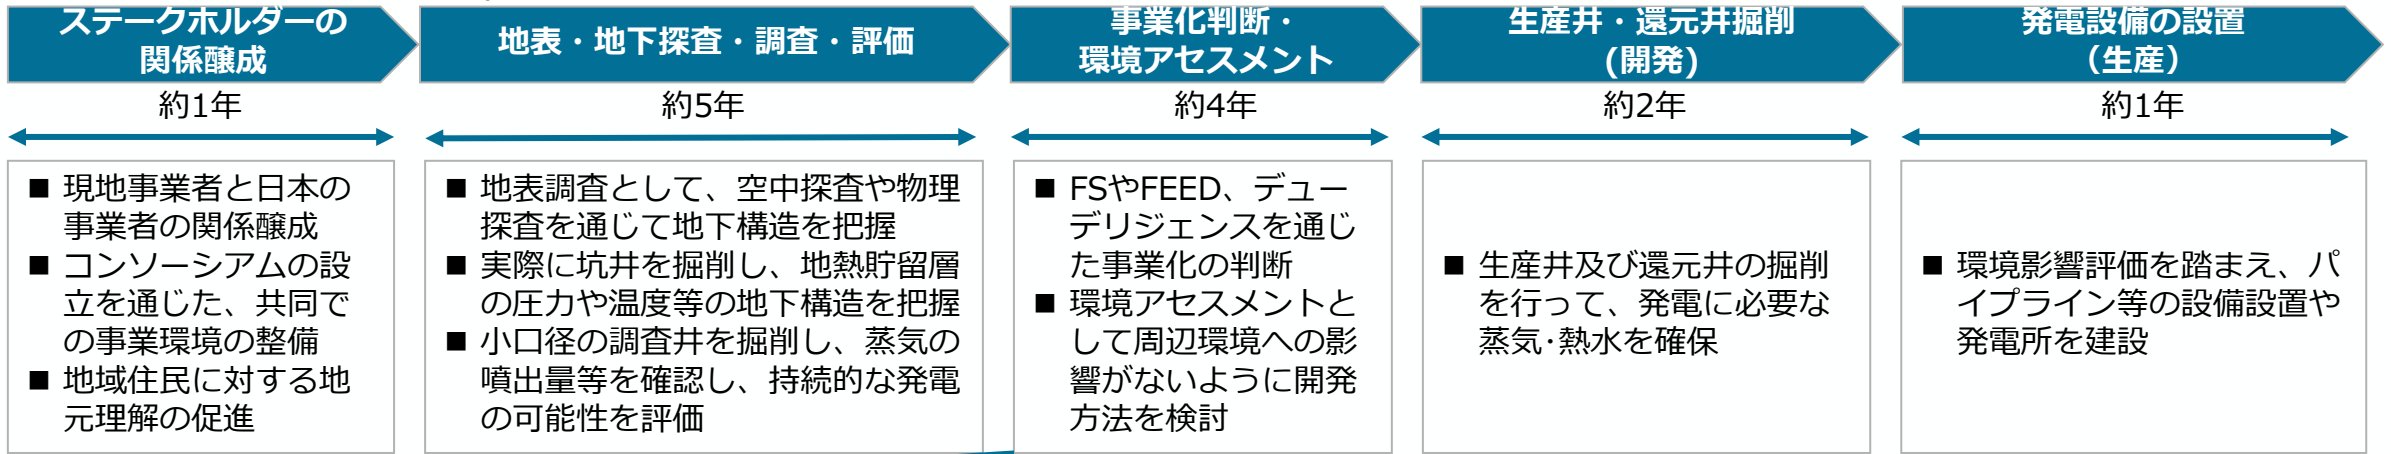 ステークホルダーの
関係醸成
地表・地下探査・調査・評価
事業化判断・
環境アセスメント
生産井・還元井掘削
(開発)
発電設備の設置
（生産）
約1年
約5年
約4年
約2年
約1年
■ 現地事業者と日本の
事業者の関係醸成
■ コンソーシアムの設
立を通じた、共同で
の事業環境の整備
■ 地域住民に対する地
元理解の促進
■ 地表調査として、空中探査や物理
探査を通じて地下構造を把握
■ 実際に坑井を掘削し、地熱貯留層
の圧力や温度等の地下構造を把握
■ 小口径の調査井を掘削し、蒸気の
噴出量等を確認し、持続的な発電
の可能性を評価
■ FSやFEED、デュー
デリジェンスを通じ
た事業化の判断
■ 環境アセスメントと
して周辺環境への影
響がないように開発
方法を検討
■ 生産井及び還元井の掘削
を行って、発電に必要な
蒸気･熱水を確保
■ 環境影響評価を踏まえ、パ
イプライン等の設備設置や
発電所を建設